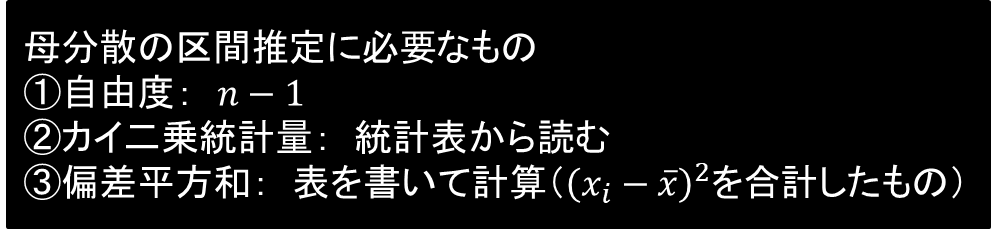 母分散の区間推定に必要なもの
①自由度： n − 1
②カイ二乗統計量： 統計表から読む
③偏差平方和： 表を書いて計算（(xᵢ − x̄)²を合計したもの）